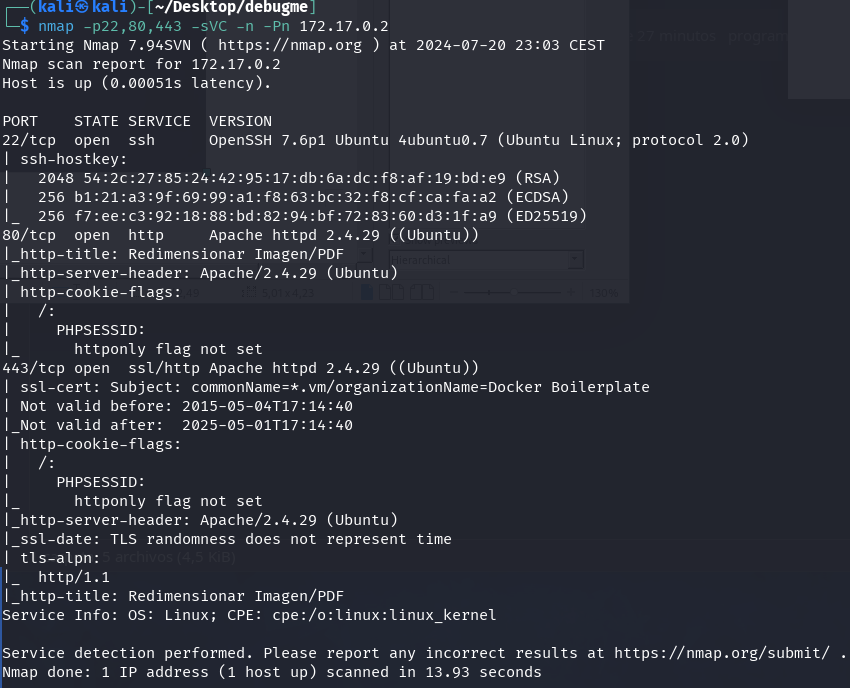 ┌──(kali㉿kali)-[~/Desktop/debugme]
└─$ nmap -p22,80,443 -sVC -n -Pn 172.17.0.2
Starting Nmap 7.94SVN ( https://nmap.org ) at 2024-07-20 23:03 CEST
Nmap scan report for 172.17.0.2
Host is up (0.00051s latency).

PORT    STATE SERVICE  VERSION
22/tcp  open  ssh      OpenSSH 7.6p1 Ubuntu 4ubuntu0.7 (Ubuntu Linux; protocol 2.0)
| ssh-hostkey:
|   2048 54:2c:27:85:24:42:95:17:db:6a:dc:f8:af:19:bd:e9 (RSA)
|   256 b1:21:a3:9f:69:99:a1:f8:63:bc:32:f8:cf:ca:fa:a2 (ECDSA)
|_  256 f7:ee:c3:92:18:88:bd:82:94:bf:72:83:60:d3:1f:a9 (ED25519)
80/tcp  open  http     Apache httpd 2.4.29 ((Ubuntu))
|_http-title: Redimensionar Imagen/PDF
|_http-server-header: Apache/2.4.29 (Ubuntu)
| http-cookie-flags:
|   /:
|     PHPSESSID:
|_      httponly flag not set
443/tcp open  ssl/http Apache httpd 2.4.29 ((Ubuntu))
| ssl-cert: Subject: commonName=*.vm/organizationName=Docker Boilerplate
| Not valid before: 2015-05-04T17:14:40
|_Not valid after:  2025-05-01T17:14:40
| http-cookie-flags:
|   /:
|     PHPSESSID:
|_      httponly flag not set
|_http-server-header: Apache/2.4.29 (Ubuntu)
|_ssl-date: TLS randomness does not represent time
| tls-alpn:
|_  http/1.1
|_http-title: Redimensionar Imagen/PDF
Service Info: OS: Linux; CPE: cpe:/o:linux:linux_kernel

Service detection performed. Please report any incorrect results at https://nmap.org/submit/ .
Nmap done: 1 IP address (1 host up) scanned in 13.93 seconds
27 minutos
Hierarchical
130%
5 archivos (4,5 KiB)